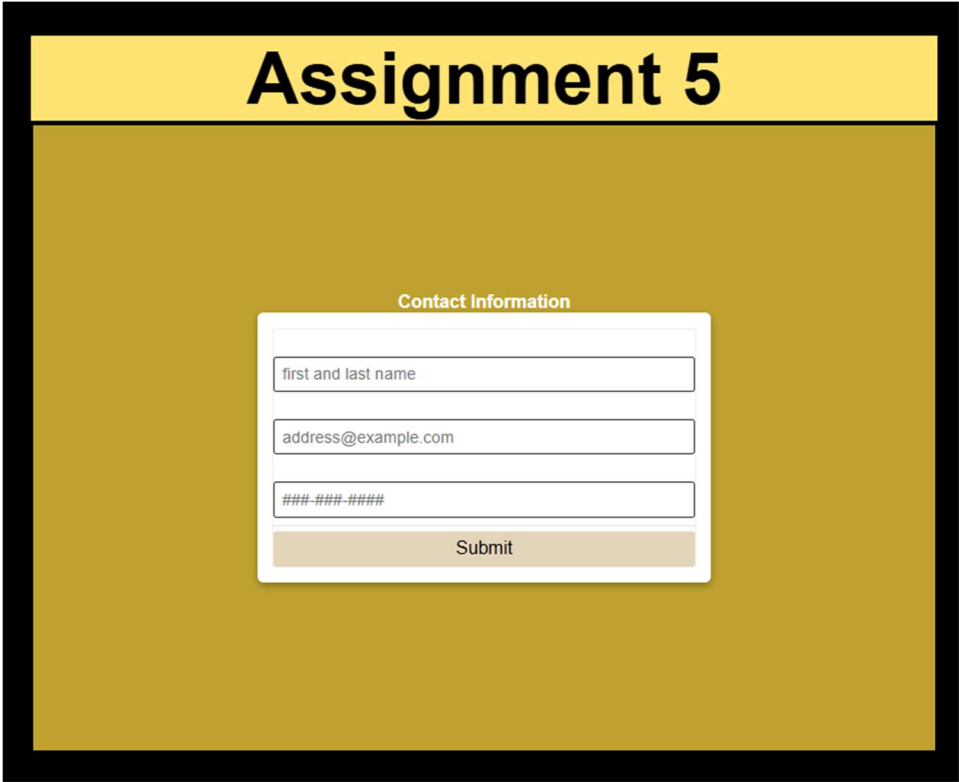 Assignment 5
Contact Information
first and last name
address@example.com
###-###-####
Submit